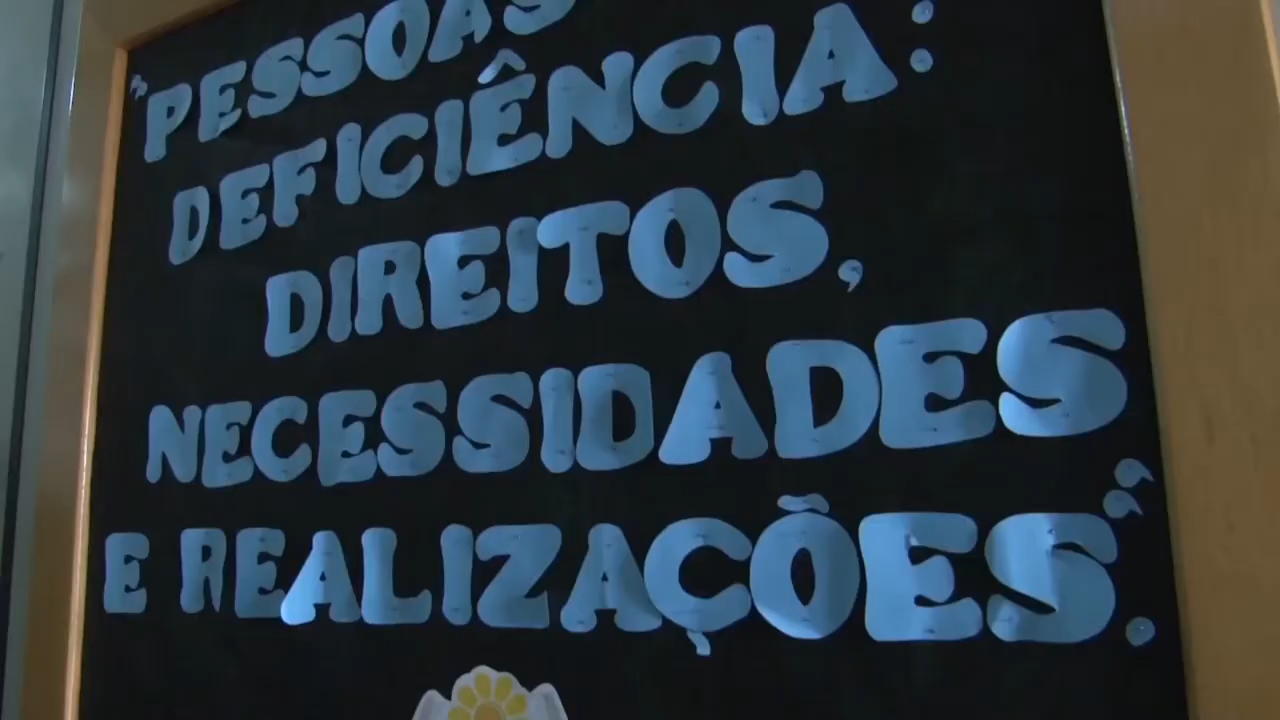 "PESSOAS
DEFICIÊNCIA:
DIREITOS,
NECESSIDADES
E REALIZAÇÕES".